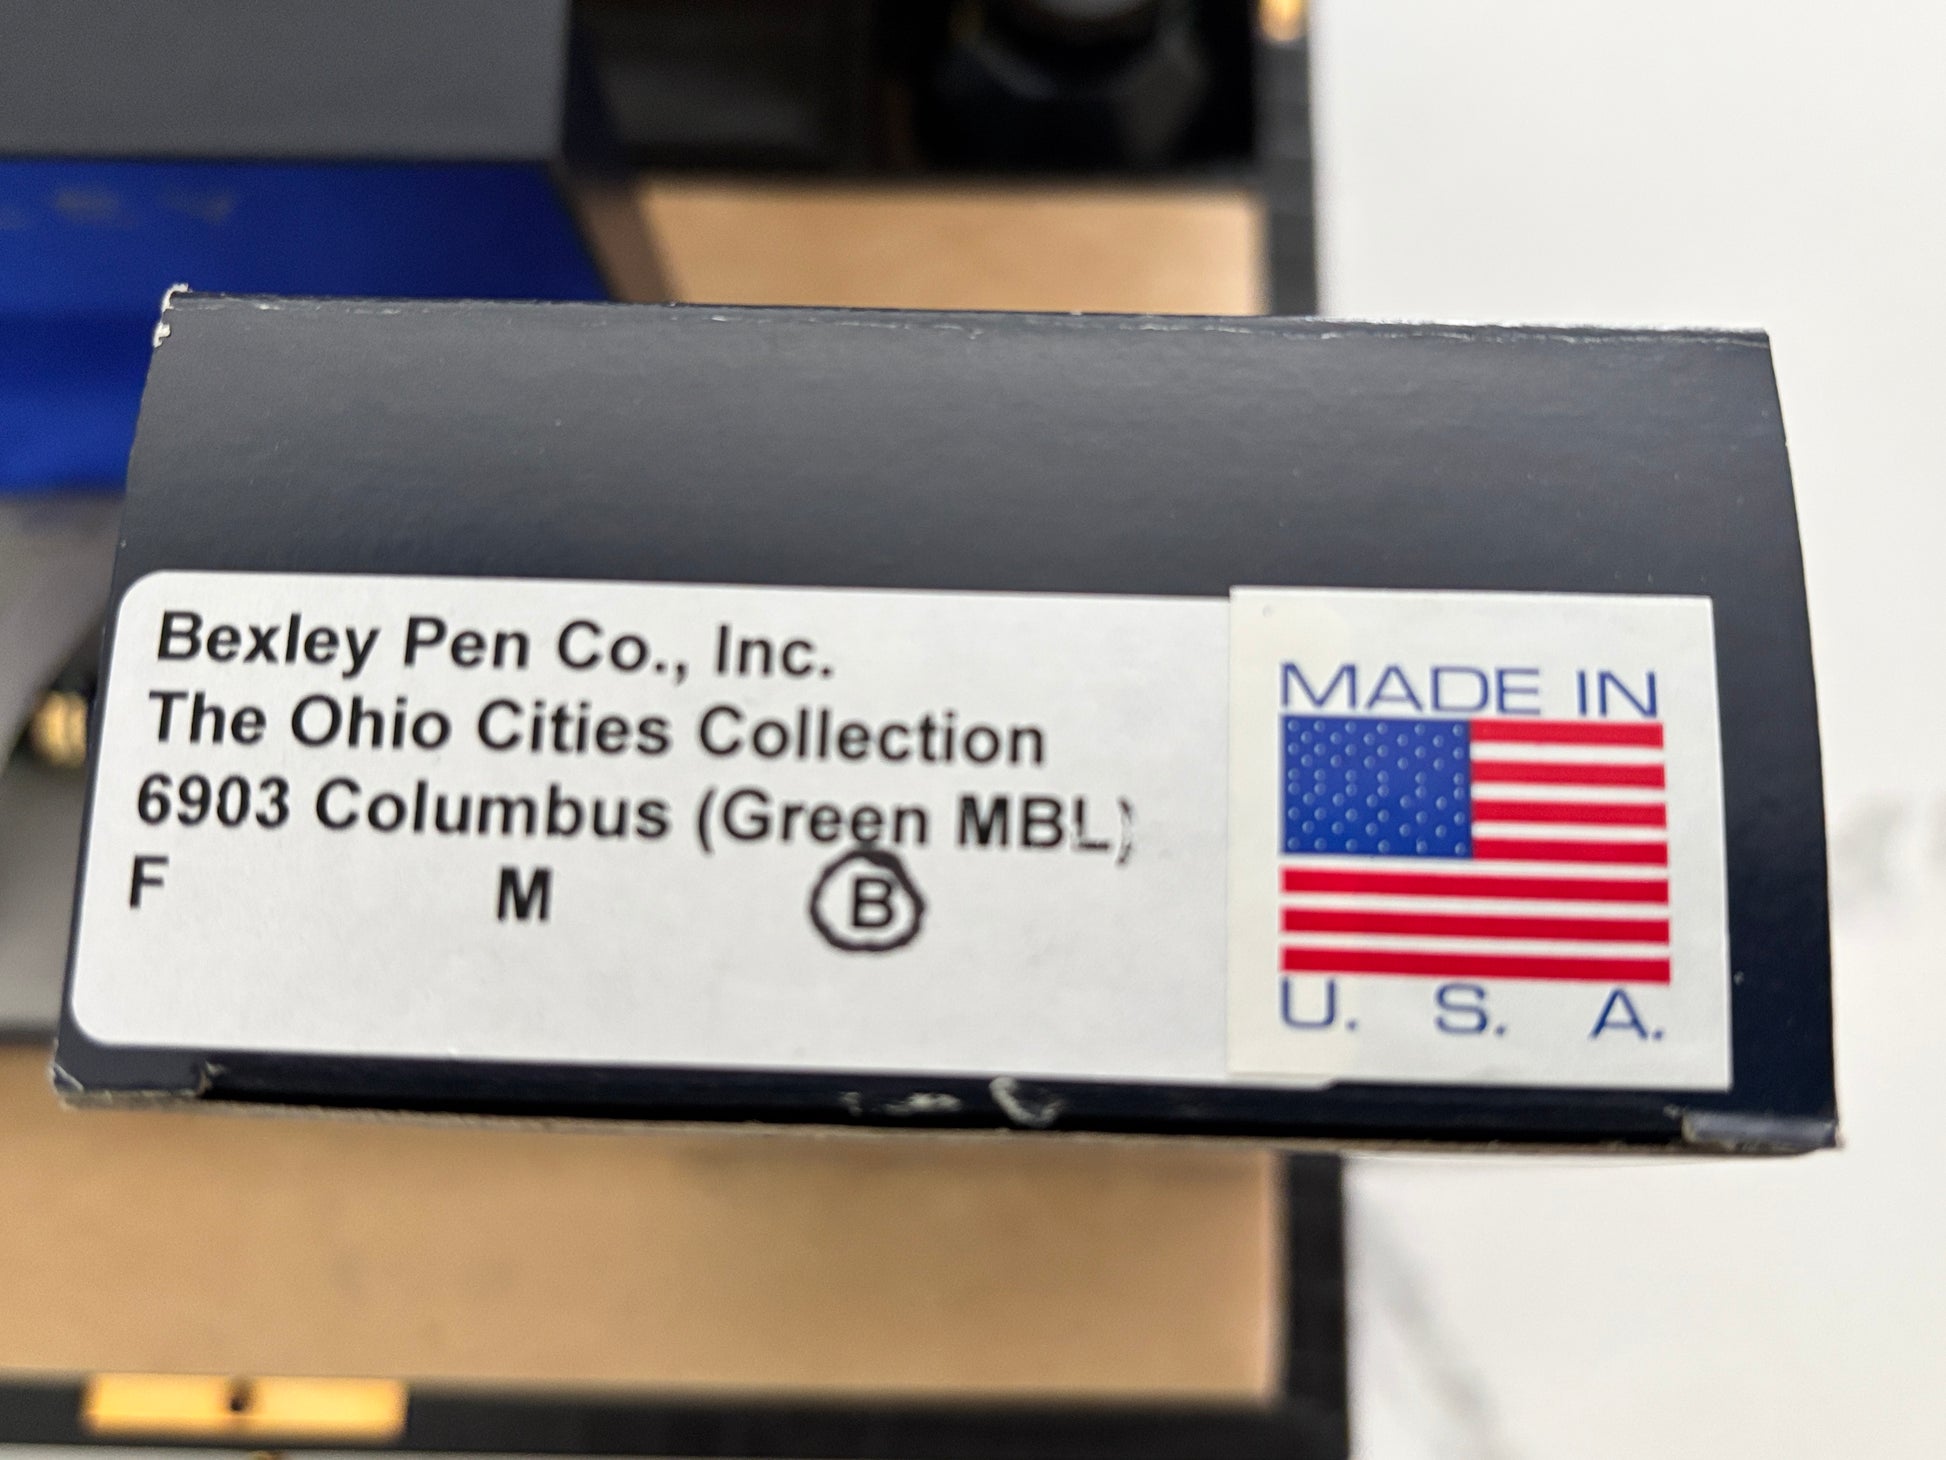 Bexley Pen Co., Inc.
The Ohio Cities Collection
6903 Columbus (Green MBL)
F M B
MADE IN
U. S. A.